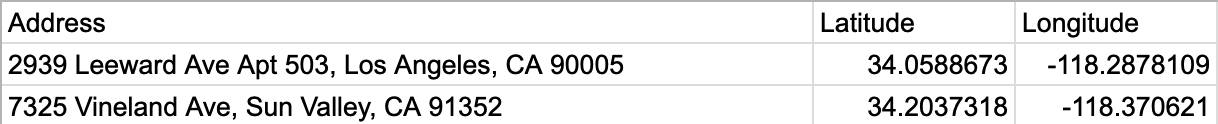 Address Latitude Longitude
2939 Leeward Ave Apt 503, Los Angeles, CA 90005 34.0588673 -118.2878109
7325 Vineland Ave, Sun Valley, CA 91352 34.2037318 -118.370621